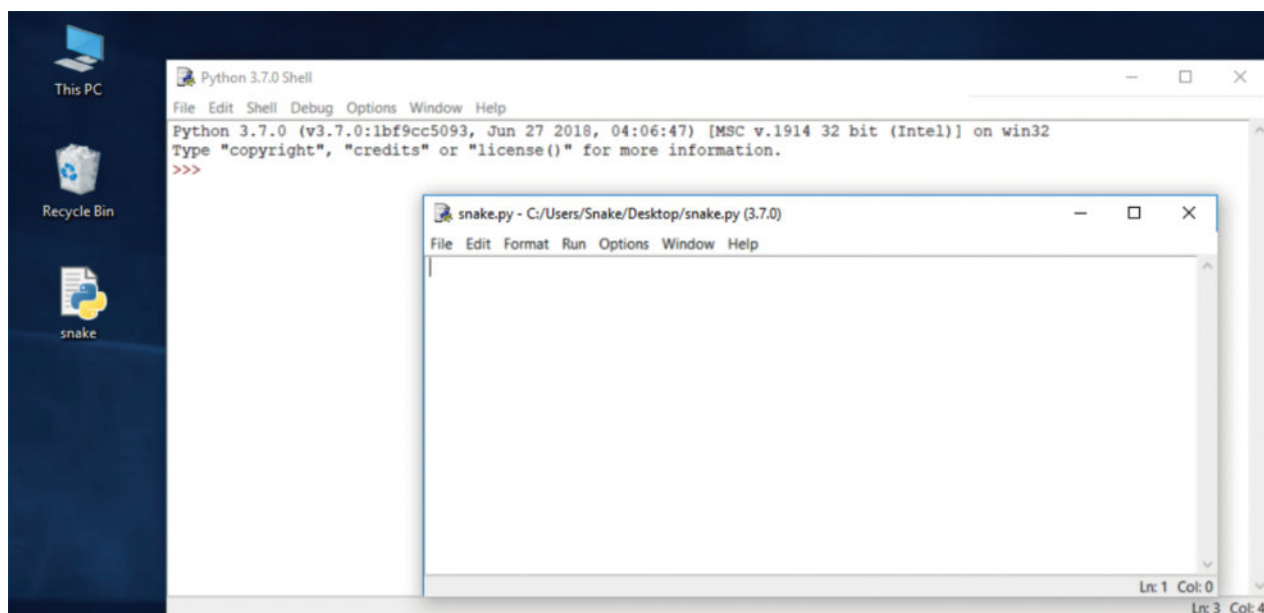 This PC
Recycle Bin
snake
Python 3.7.0 Shell
File Edit Shell Debug Options Window Help
Python 3.7.0 (v3.7.0:1bf9cc5093, Jun 27 2018, 04:06:47) [MSC v.1914 32 bit (Intel)] on win32
Type "copyright", "credits" or "license()" for more information.
>>>
snake.py - C:/Users/Snake/Desktop/snake.py (3.7.0)
File Edit Format Run Options Window Help
Ln: 1 Col: 0
Ln: 3 Col: 4